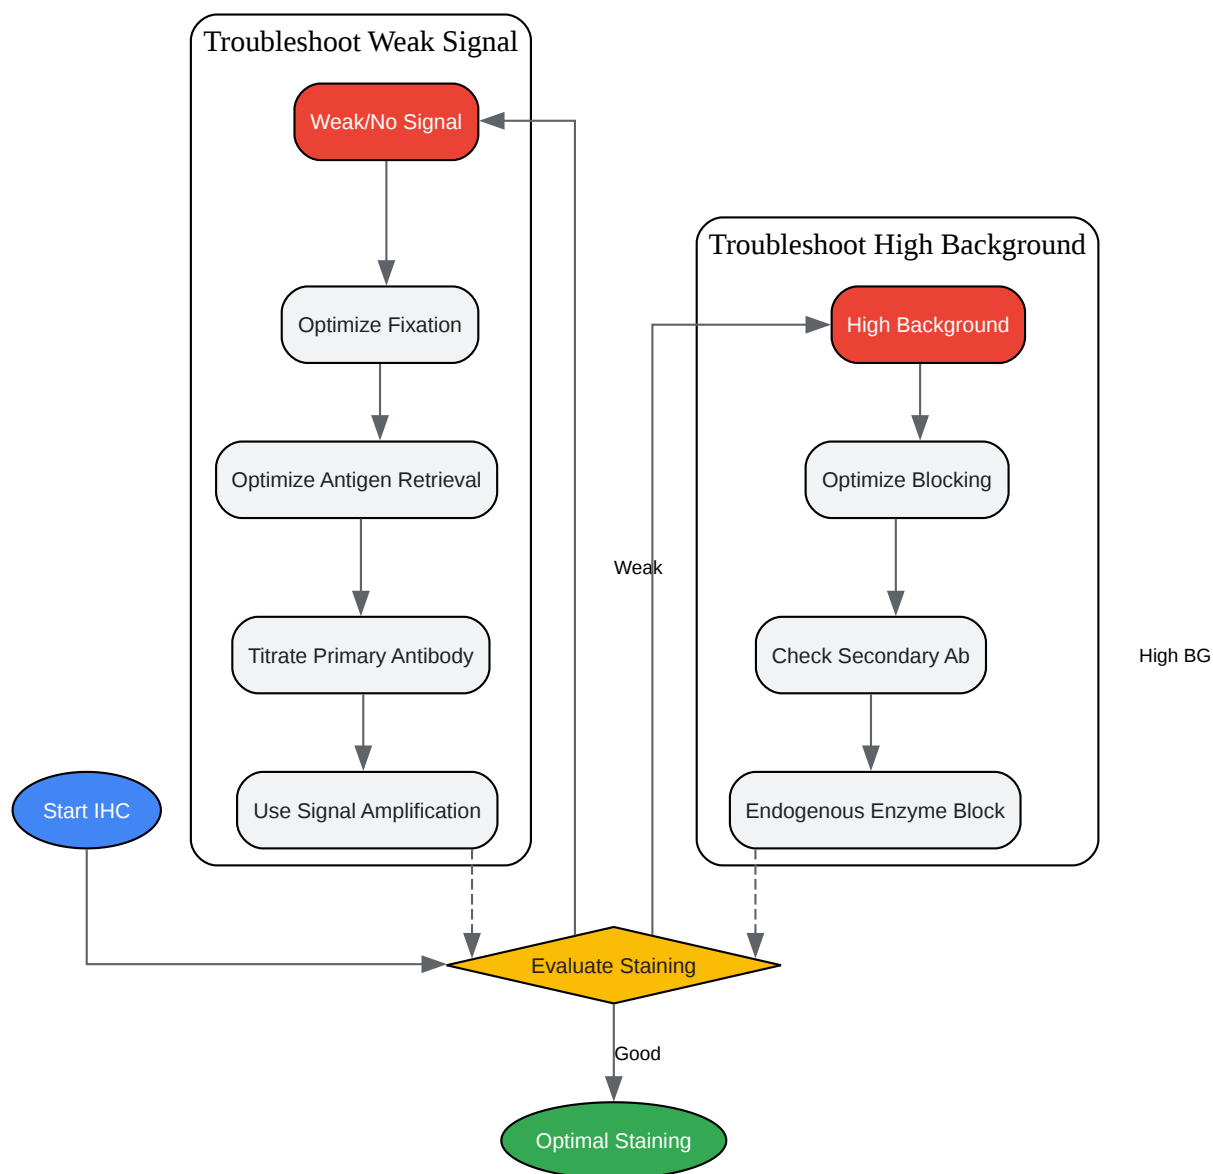 Troubleshoot Weak Signal
Weak/No Signal
Optimize Fixation
Optimize Antigen Retrieval
Titrate Primary Antibody
Use Signal Amplification
Troubleshoot High Background
High Background
Optimize Blocking
Check Secondary Ab
Endogenous Enzyme Block
Weak
High BG
Start IHC
Evaluate Staining
Good
Optimal Staining